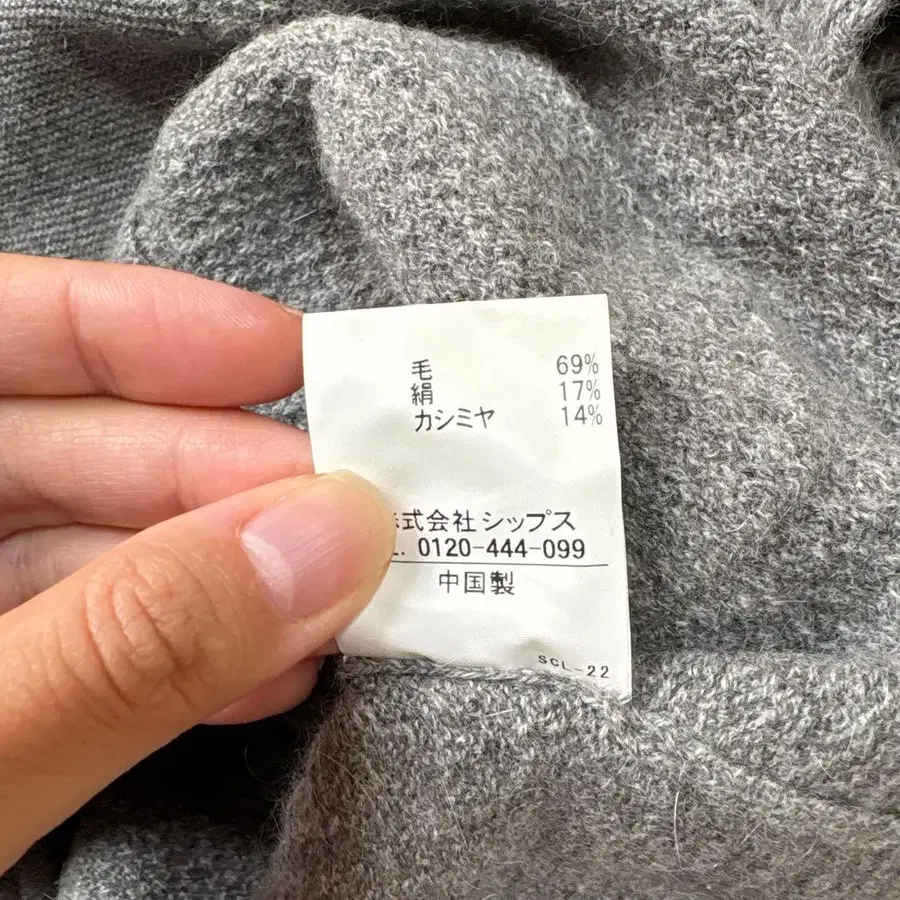 毛 69%
絹 17%
カシミヤ 14%
式会社 シップス
0120-444-099
中国製
SCL-22